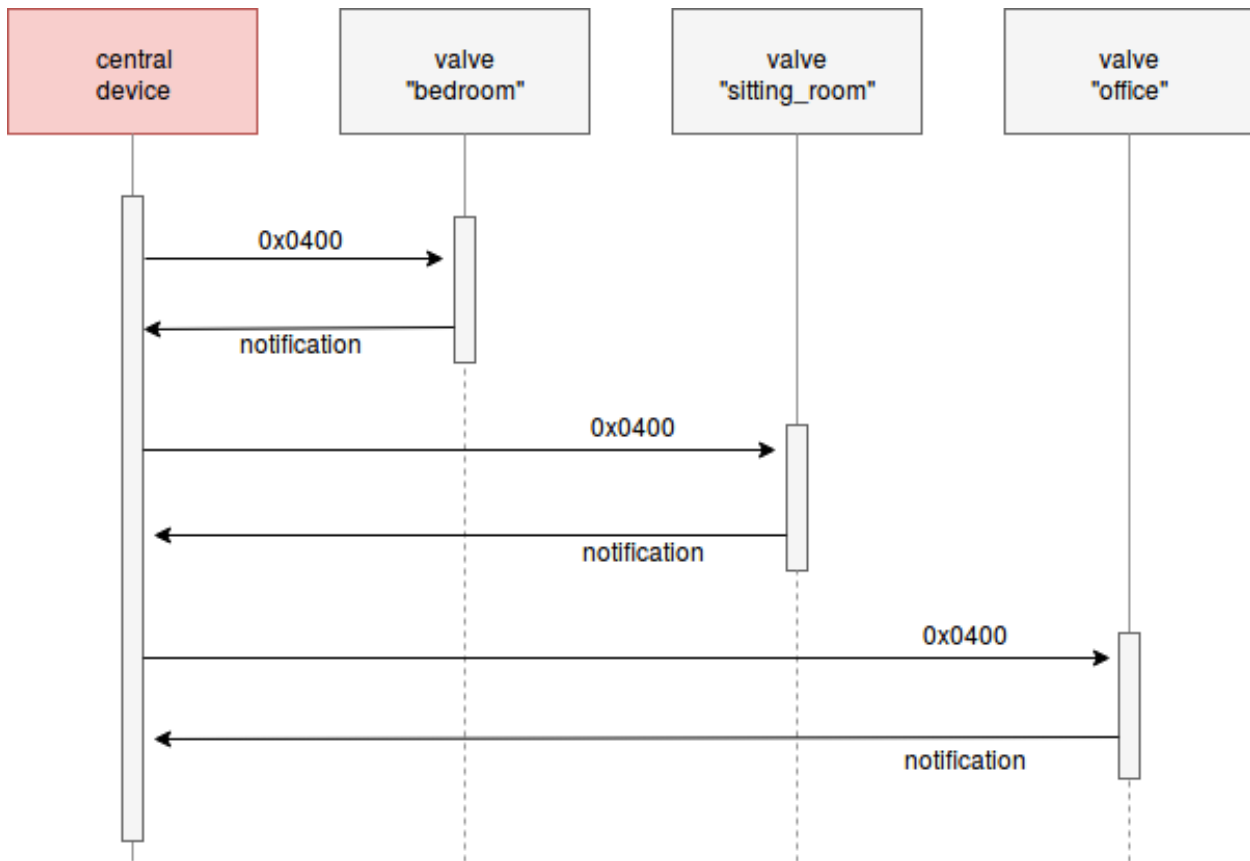 central
device
valve
"bedroom"
valve
"sitting_room"
valve
"office"
0x0400
notification
0x0400
notification
0x0400
notification